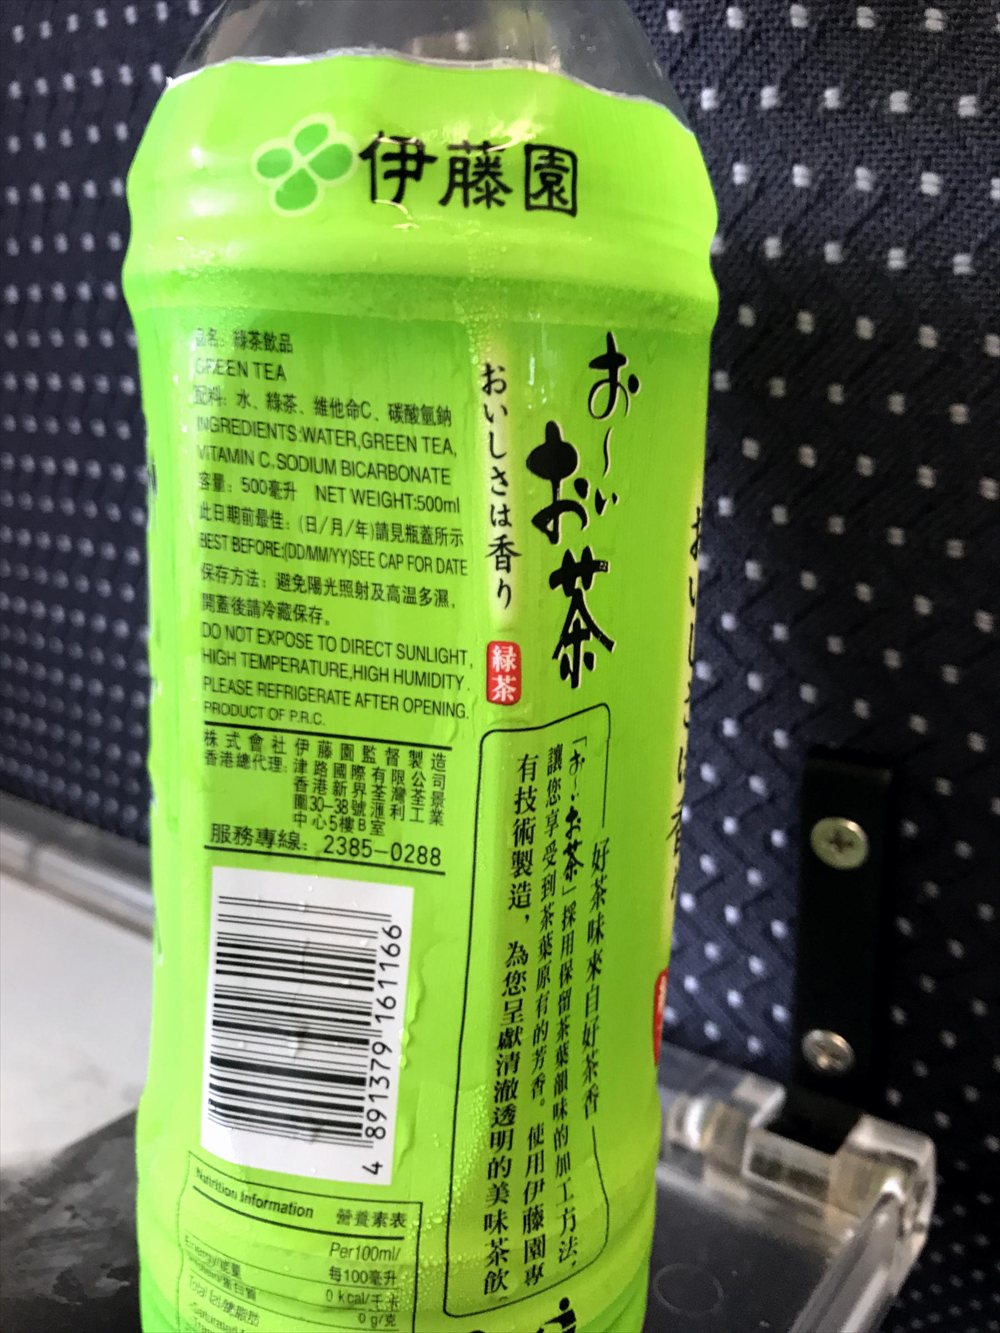 伊藤園
品名：綠茶飲品
GREEN TEA
配料：水、綠茶、維他命C、碳酸氫鈉
INGREDIENTS:WATER,GREEN TEA,
VITAMIN C,SODIUM BICARBONATE
容量：500毫升 NET WEIGHT:500ml
此日期前最佳：(日/月/年)請見瓶蓋所示
BEST BEFORE:(DD/MM/YY)SEE CAP FOR DATE
保存方法：避免陽光照射及高溫多濕，
開蓋後請冷藏保存。
DO NOT EXPOSE TO DIRECT SUNLIGHT,
HIGH TEMPERATURE,HIGH HUMIDITY.
PLEASE REFRIGERATE AFTER OPENING.
PRODUCT OF P.R.C.
株式會社伊藤園監督製造
香港總代理：津路國際有限公司
香港新界荃灣荃景
圍30-38號滙利工業
中心5樓B室
服務專線：2385-0288
4 891379 161166
Nutrition Information 營養素表
Per100ml/
每100毫升
0 kcal/千卡
0 g/克
お〜い
お茶
おいしさは香り
緑茶
好茶味來自好茶香
「お〜いお茶」採用保留茶葉韻味的加工方法，
讓您享受到茶葉原有的芳香。使用伊藤園專
有技術製造，為您呈獻清澈透明的美味茶飲。